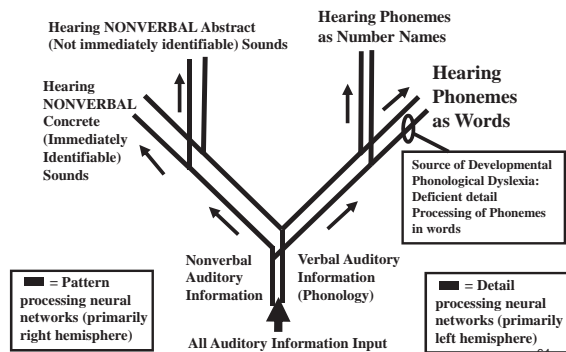 Hearing NONVERBAL Abstract
(Not immediately identifiable) Sounds
Hearing Phonemes
as Number Names
Hearing
NONVERBAL
Concrete
(Immediately
Identifiable)
Sounds
Hearing
Phonemes
as Words
Source of Developmental
Phonological Dyslexia:
Deficient detail
Processing of Phonemes
in words
Nonverbal
Auditory
Information
Verbal Auditory
Information
(Phonology)
= Pattern
processing neural
networks (primarily
right hemisphere)
= Detail
processing neural
networks (primarily
left hemisphere)
All Auditory Information Input